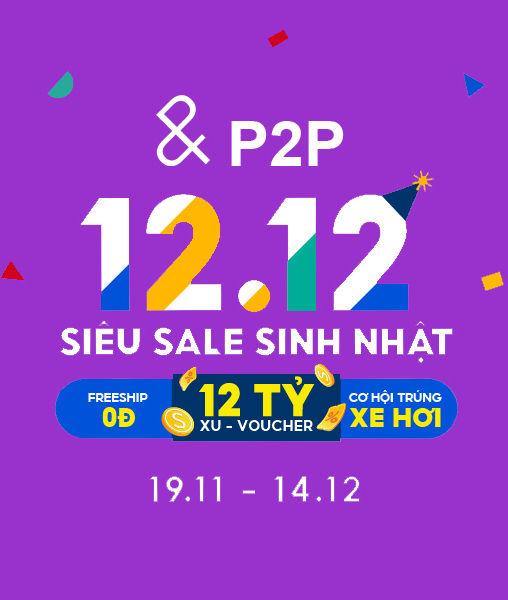 & P2P
12.12
SIÊU SALE SINH NHẬT
FREESHIP
0Đ
12 TỶ
XU - VOUCHER
CƠ HỘI TRÚNG
XE HƠI
19.11 - 14.12